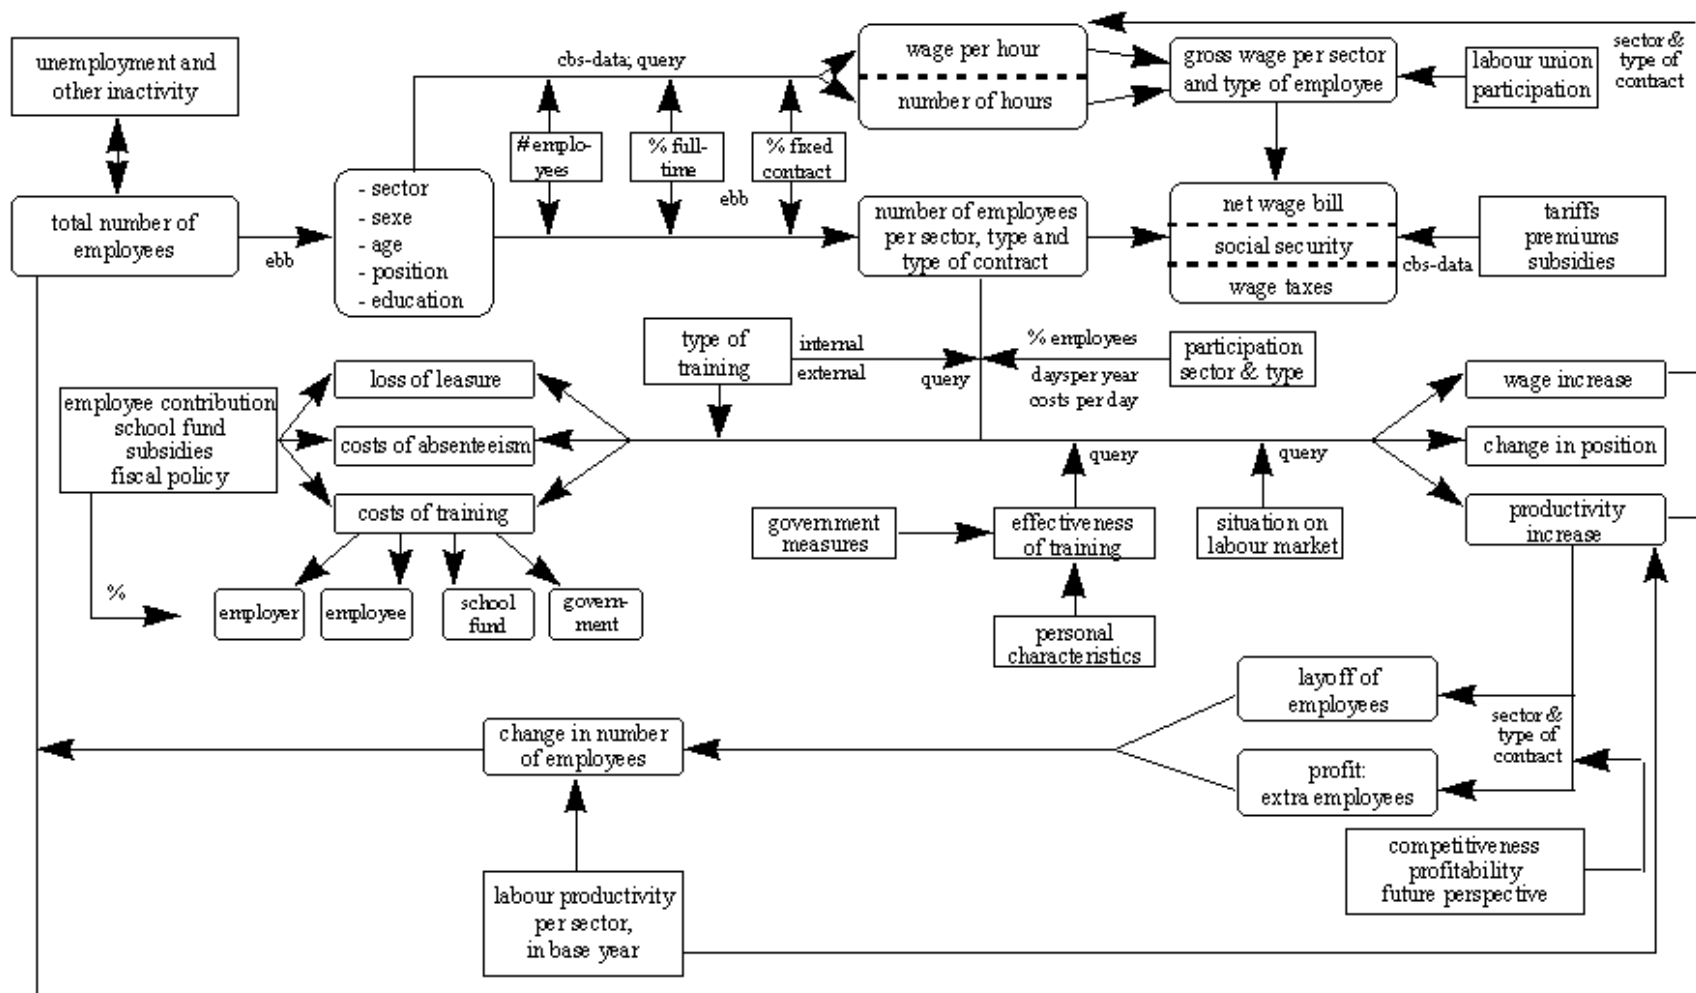 unemployment and
other inactivity
cbs-data; query
wage per hour
number of hours
gross wage per sector
and type of employee
labour union
participation
sector &
type of
contract
# emplo-
yees
% full-
time
% fixed
contract
ebb
total number of
employees
ebb
- sector
- sexe
- age
- position
- education
number of employees
per sector, type and
type of contract
net wage bill
social security
wage taxes
cbs-data
tariffs
premiums
subsidies
type of
training
internal
external
query
% employees
daysper year
costs per day
participation
sector & type
loss of leasure
costs of absenteeism
costs of training
employee contribution
school fund
subsidies
fiscal policy
%
employer
employee
school
fund
govern-
ment
query
query
government
measures
effectiveness
of training
situation on
labour market
personal
characteristics
wage increase
change in position
productivity
increase
layoff of
employees
sector &
type of
contract
profit:
extra employees
change in number
of employees
competitiveness
profitability
future perspective
labour productivity
per sector,
in base year